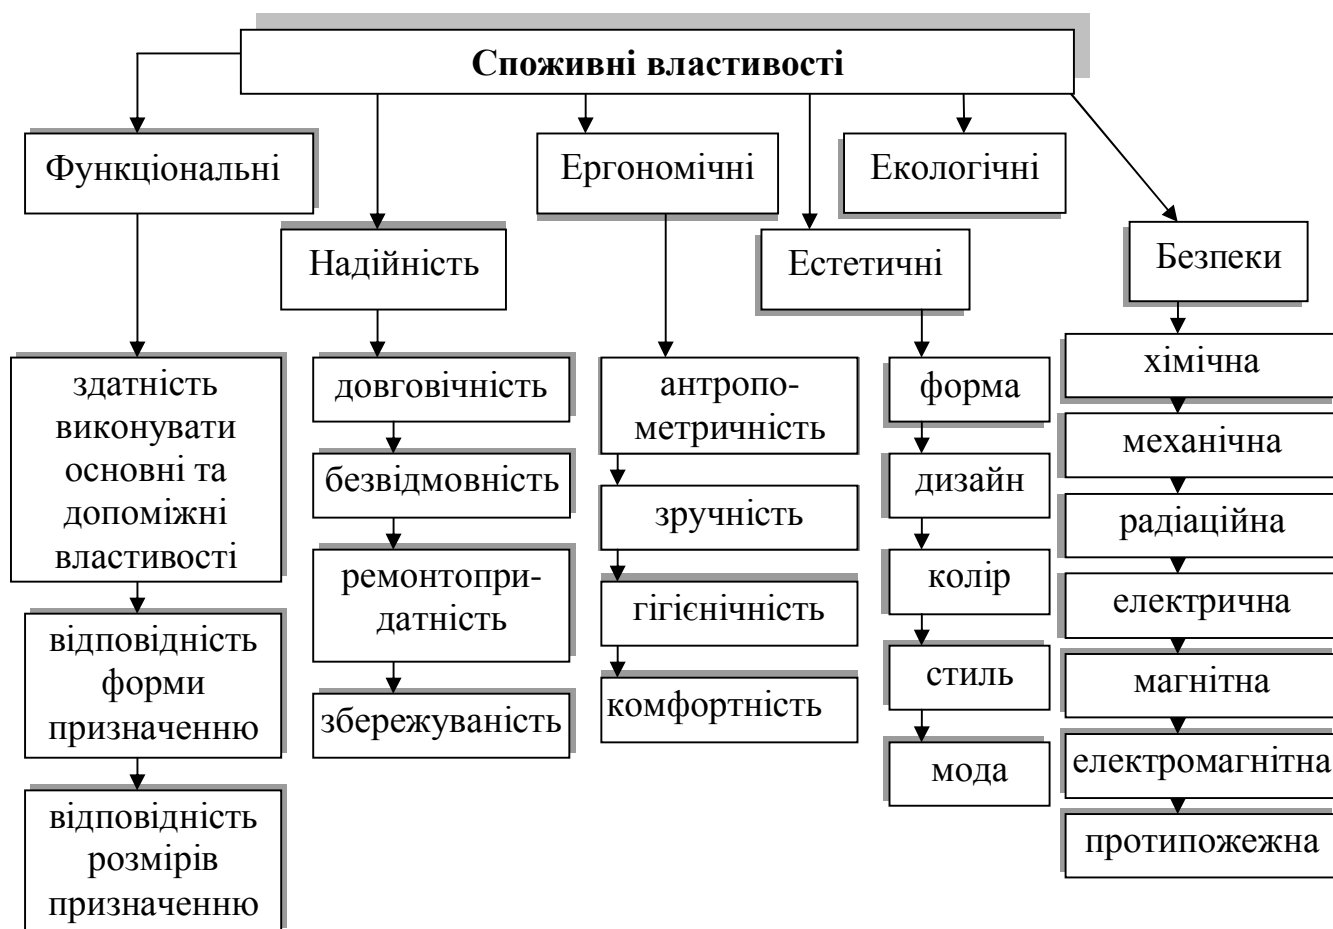 Споживні властивості
Функціональні
Ергономічні
Екологічні
Надійність
Естетичні
Безпеки
здатність
виконувати
основні та
допоміжні
властивості
відповідність
форми
призначенню
відповідність
розмірів
призначенню
довговічність
безвідмовність
ремонтопри-
датність
збережуваність
антропо-
метричність
зручність
гігієнічність
комфортність
форма
дизайн
колір
стиль
мода
хімічна
механічна
радіаційна
електрична
магнітна
електромагнітна
протипожежна